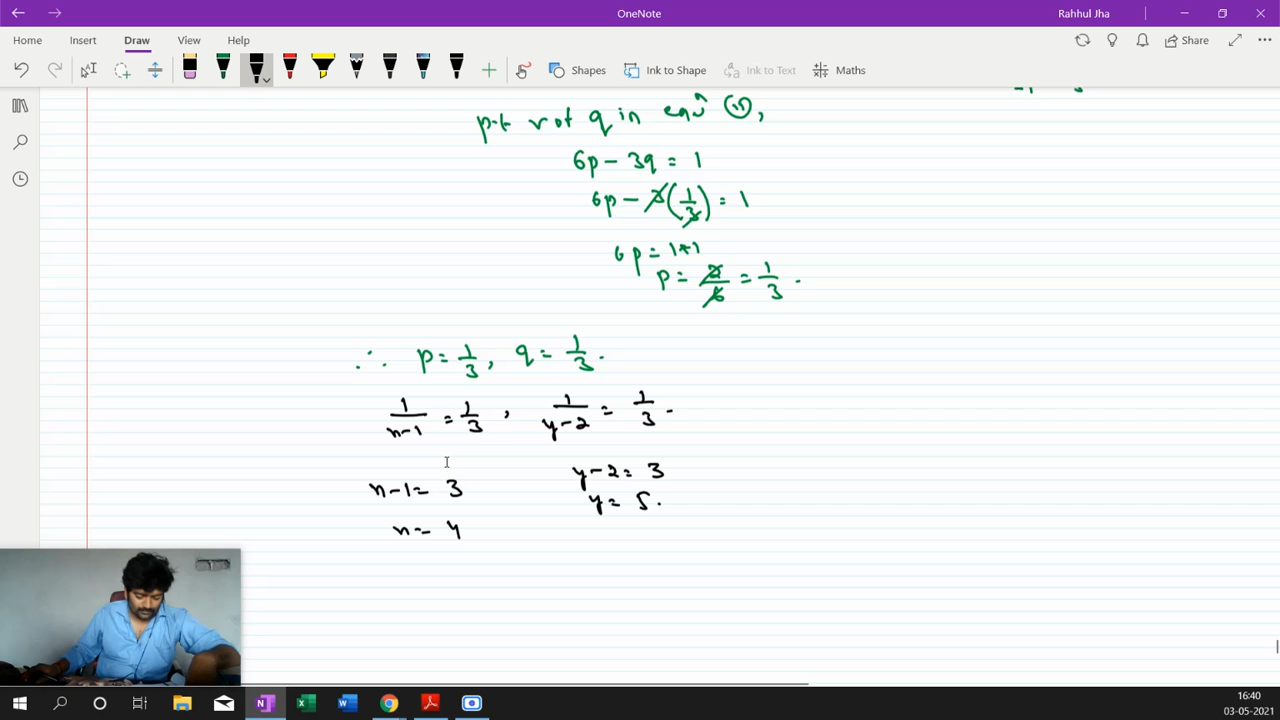 OneNote
Rahhul Jha
Home Insert Draw View Help
Share
Shapes Ink to Shape Ink to Text Maths
put of q in eqn (ii),
6p - 3q = 1
6p - 3(1/3) = 1
6p = 1+1
p = 2/6 = 1/3 .
∴ p = 1/3, q = 1/3.
1/(x-1) = 1/3 , 1/(y-2) = 1/3 .
x-1 = 3 y-2 = 3
x = 4 y = 5.
16:40
03-05-2021